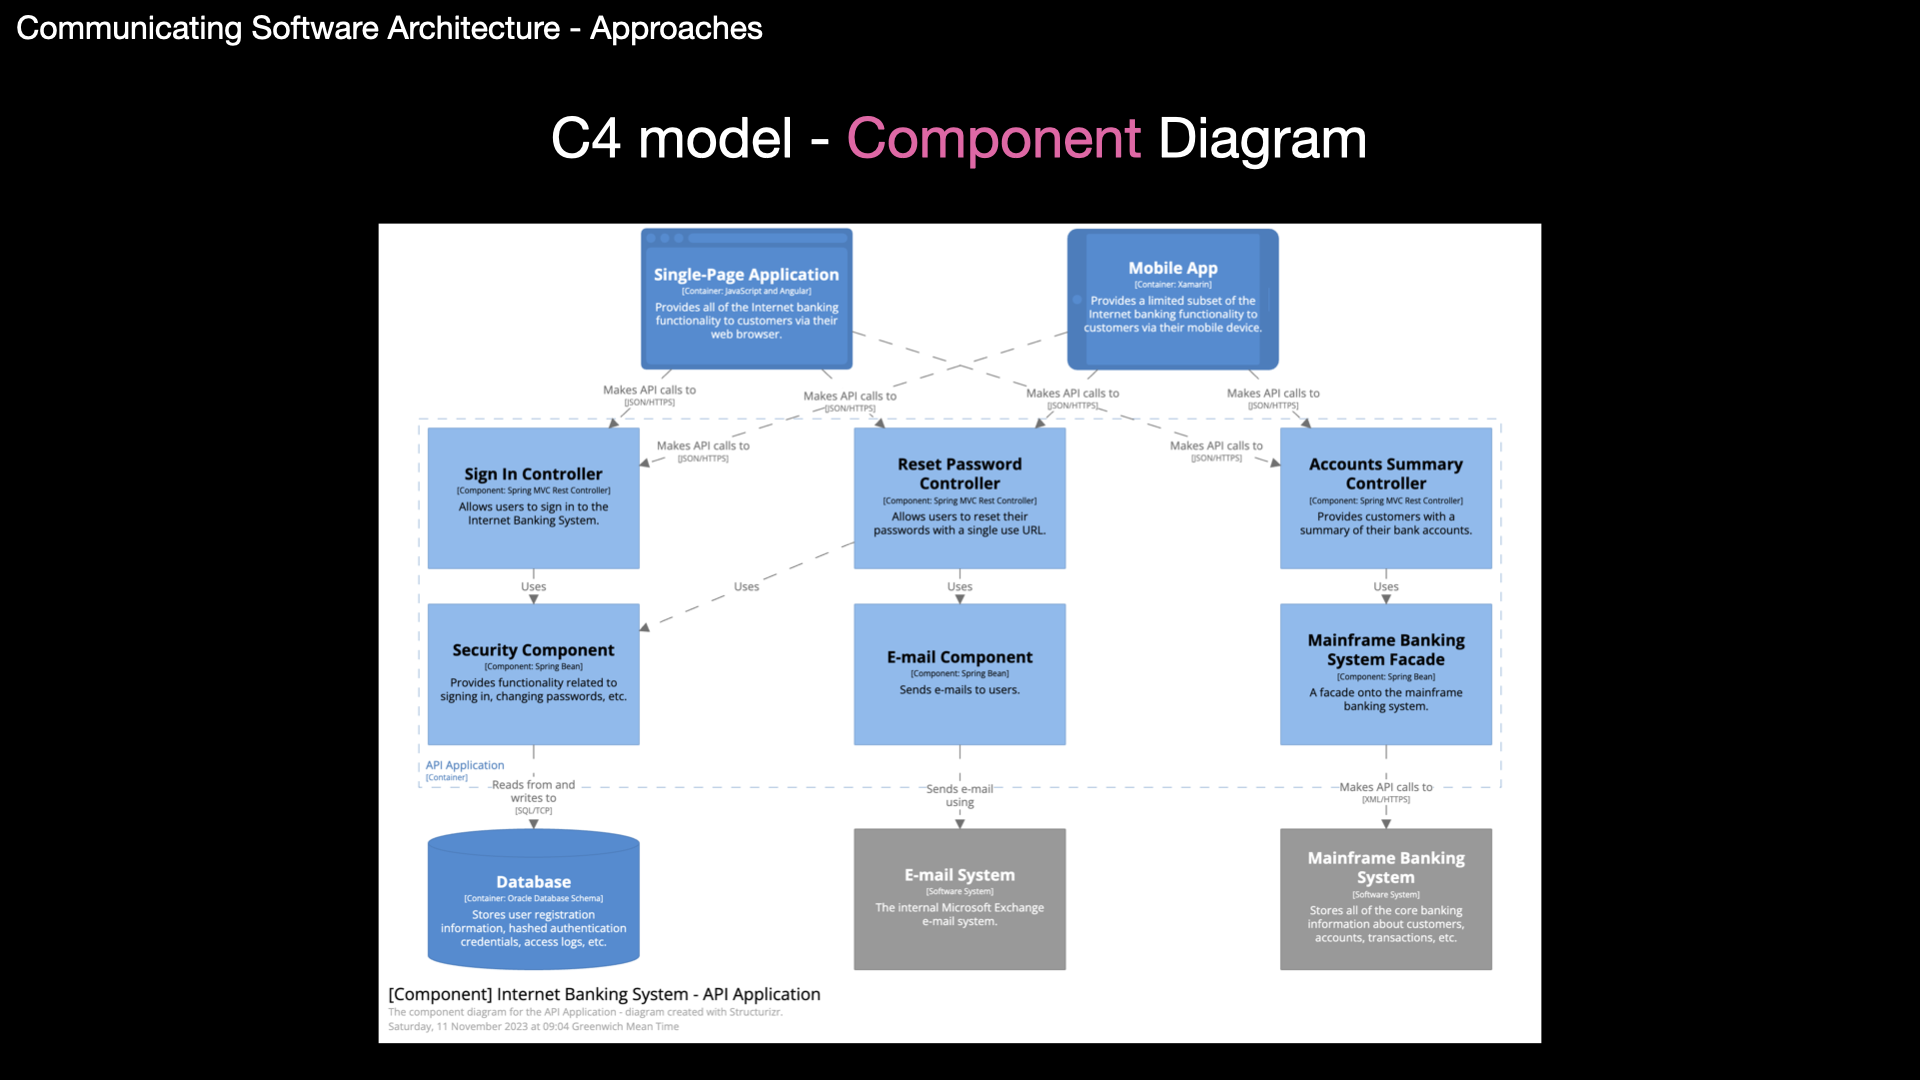 Communicating Software Architecture - Approaches
C4 model - Component Diagram
Single-Page Application
[Container: JavaScript and Angular]
Provides all of the Internet banking
functionality to customers via their
web browser.
Mobile App
[Container: Xamarin]
Provides a limited subset of the
Internet banking functionality to
customers via their mobile device.
Makes API calls to
[JSON/HTTPS]
Makes API calls to
[JSON/HTTPS]
Makes API calls to
[JSON/HTTPS]
Makes API calls to
[JSON/HTTPS]
Makes API calls to
[JSON/HTTPS]
Makes API calls to
[JSON/HTTPS]
Sign In Controller
[Component: Spring MVC Rest Controller]
Allows users to sign in to the
Internet Banking System.
Reset Password
Controller
[Component: Spring MVC Rest Controller]
Allows users to reset their
passwords with a single use URL.
Accounts Summary
Controller
[Component: Spring MVC Rest Controller]
Provides customers with a
summary of their bank accounts.
Uses
Uses
Uses
Uses
Security Component
[Component: Spring Bean]
Provides functionality related to
signing in, changing passwords, etc.
E-mail Component
[Component: Spring Bean]
Sends e-mails to users.
Mainframe Banking
System Facade
[Component: Spring Bean]
A facade onto the mainframe
banking system.
API Application
[Container]
Reads from and
writes to
[SQL/TCP]
Sends e-mail
using
Makes API calls to
[XML/HTTPS]
Database
[Container: Oracle Database Schema]
Stores user registration
information, hashed authentication
credentials, access logs, etc.
E-mail System
[Software System]
The internal Microsoft Exchange
e-mail system.
Mainframe Banking
System
[Software System]
Stores all of the core banking
information about customers,
accounts, transactions, etc.
[Component] Internet Banking System - API Application
The component diagram for the API Application - diagram created with Structurizr.
Saturday, 11 November 2023 at 09:04 Greenwich Mean Time